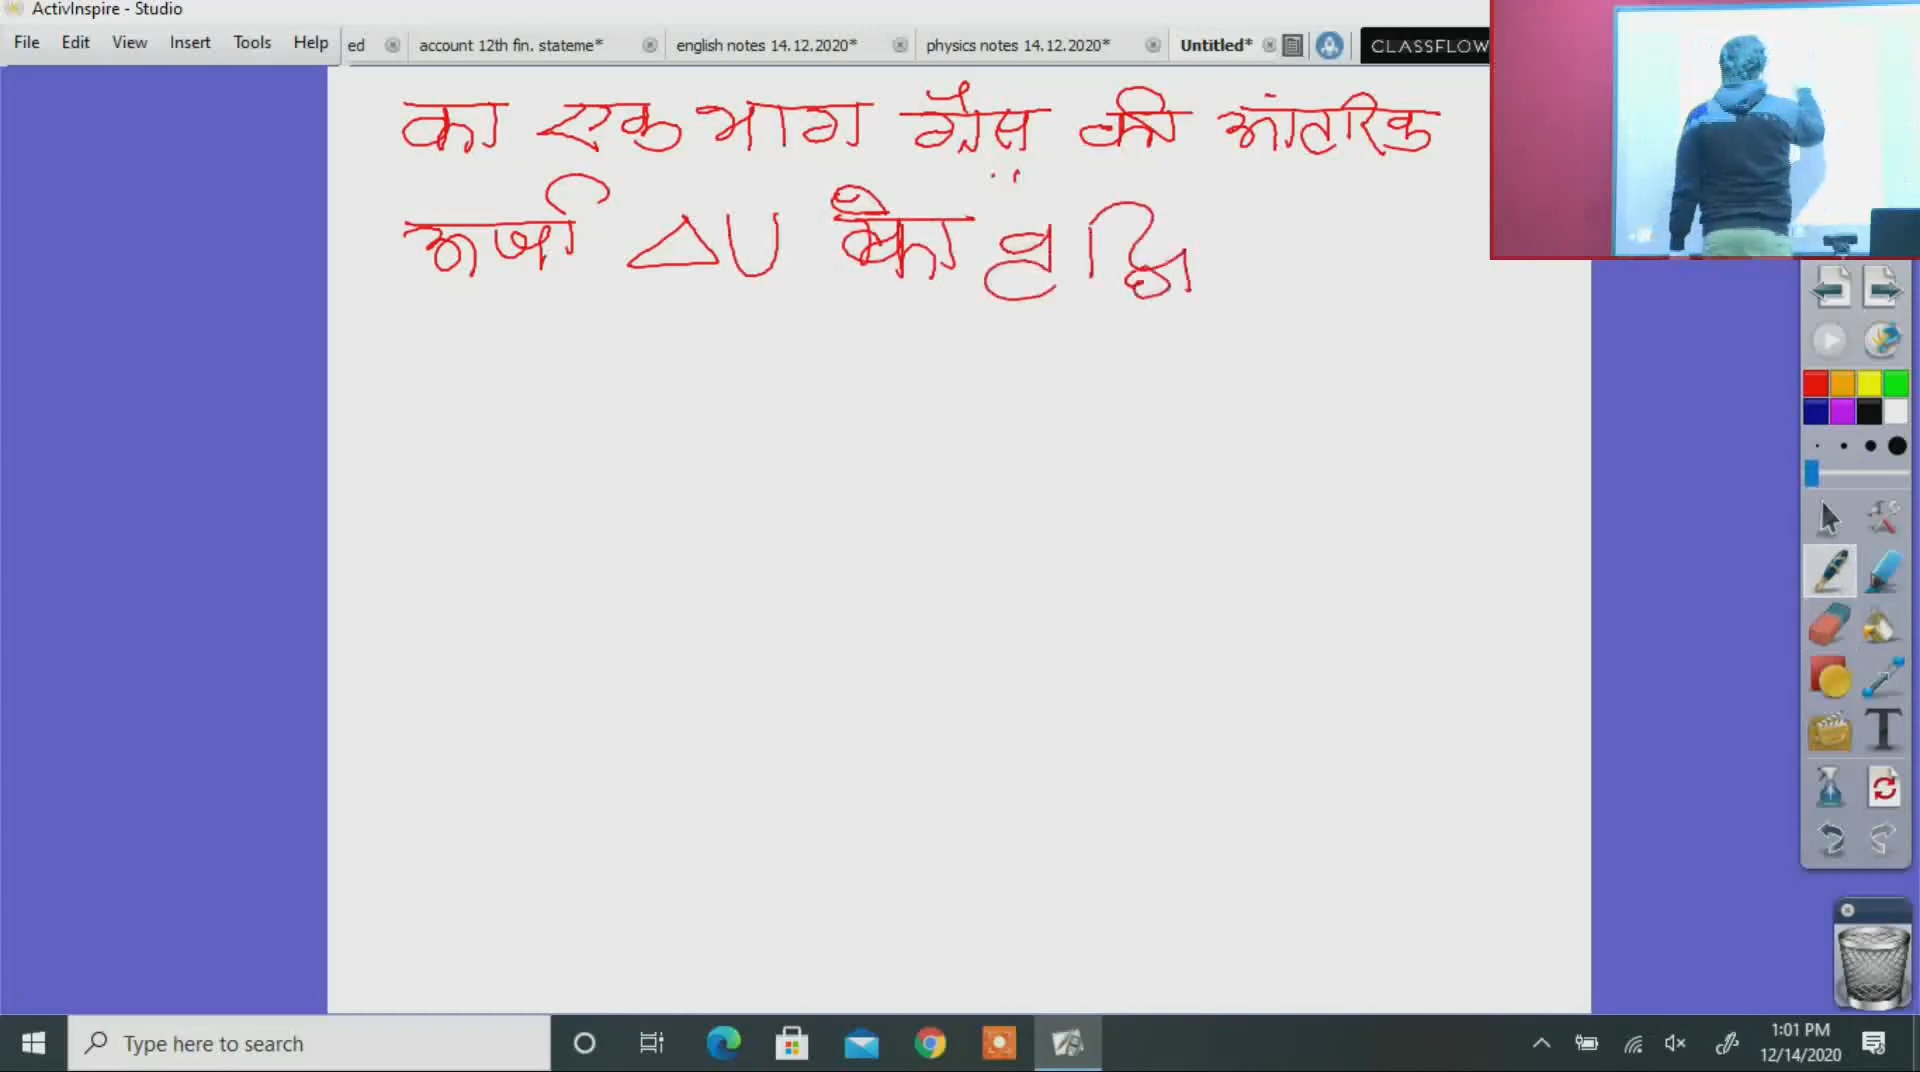 ActivInspire - Studio
File Edit View Insert Tools Help ed account 12th fin. stateme* english notes 14.12.2020* physics notes 14.12.2020* Untitled* CLASSFLOW
का एक भाग गैस की आंतरिक
ऊर्जा ΔU वृद्धि
T
Type here to search
1:01 PM
12/14/2020